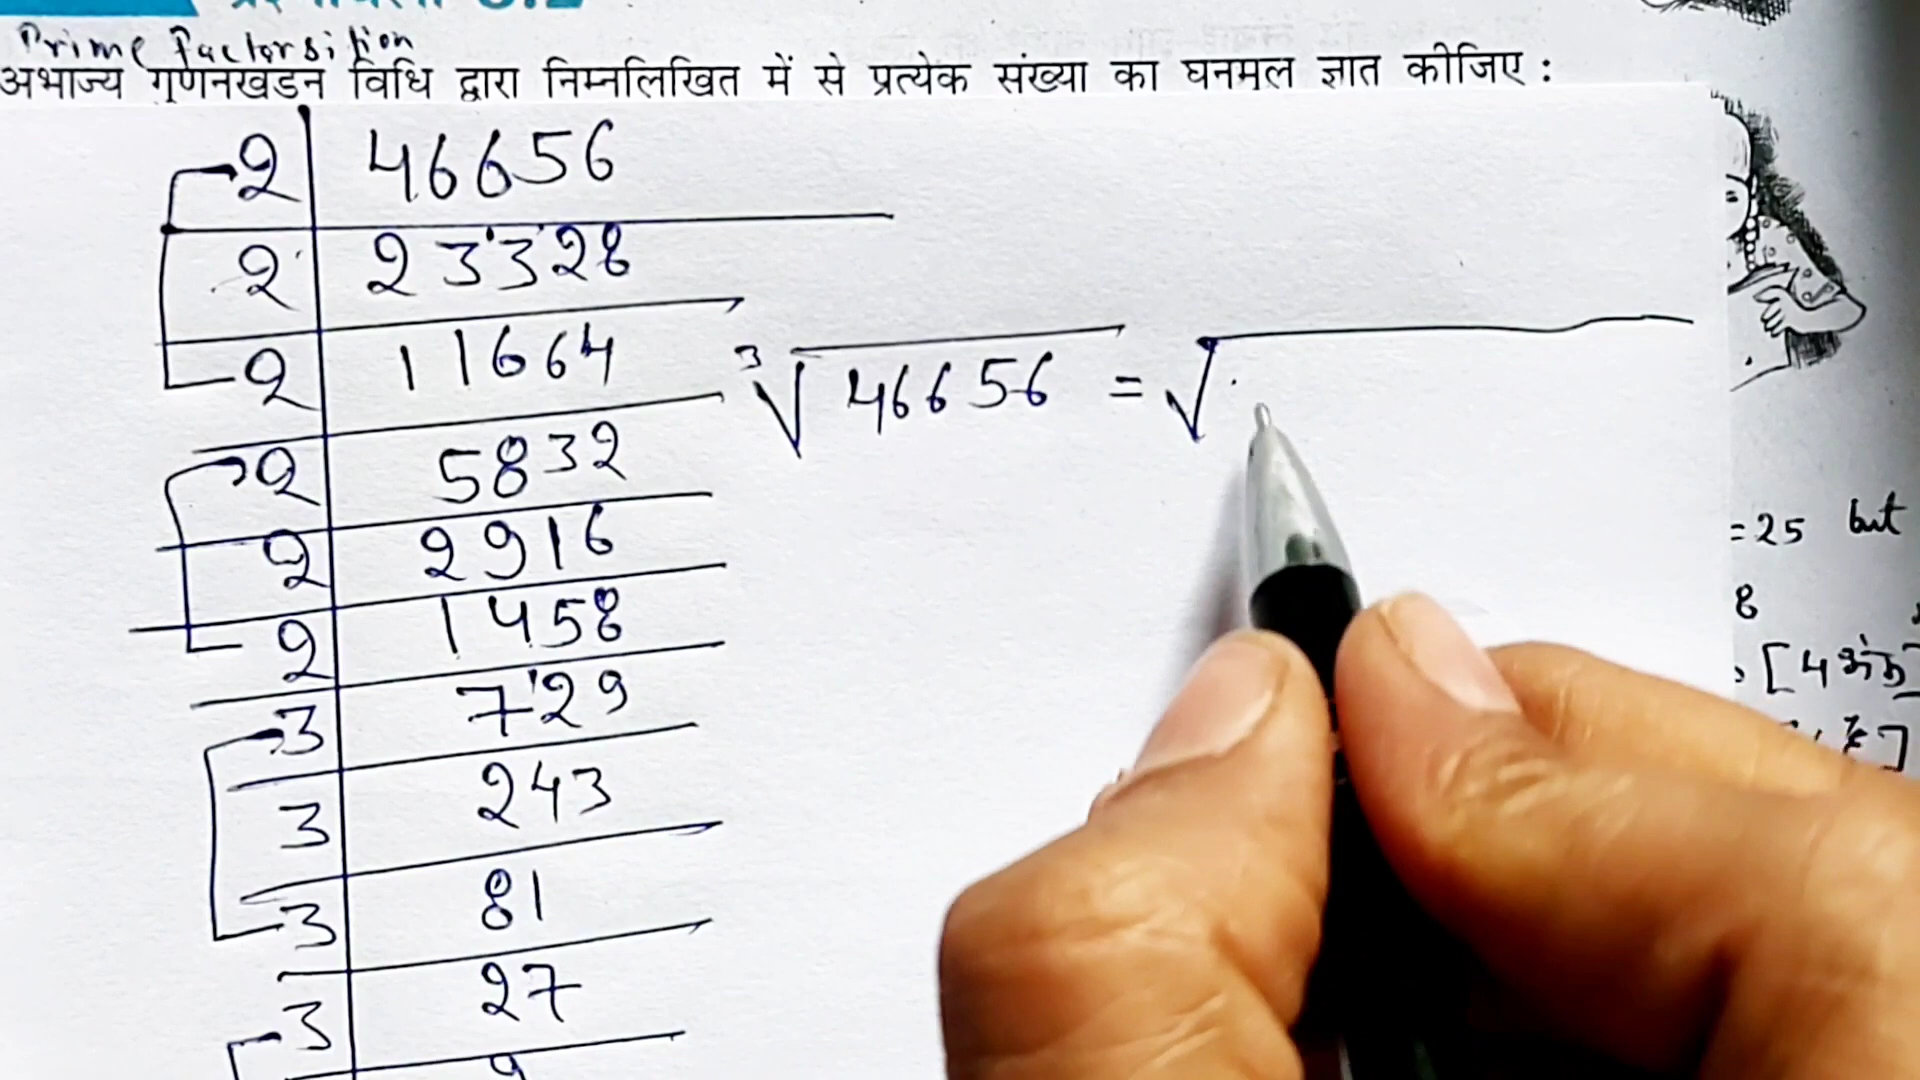 Prime Factorsition
अभाज्य गुणनखंडन विधि द्वारा निम्नलिखित में से प्रत्येक संख्या का घनमूल ज्ञात कीजिए :
2 46656
2 23328
2 11664
∛46656 = √
2 5832
2 2916
2 1458
3 729
3 243
3 81
3 27
=25 but
8
[4 अंक]